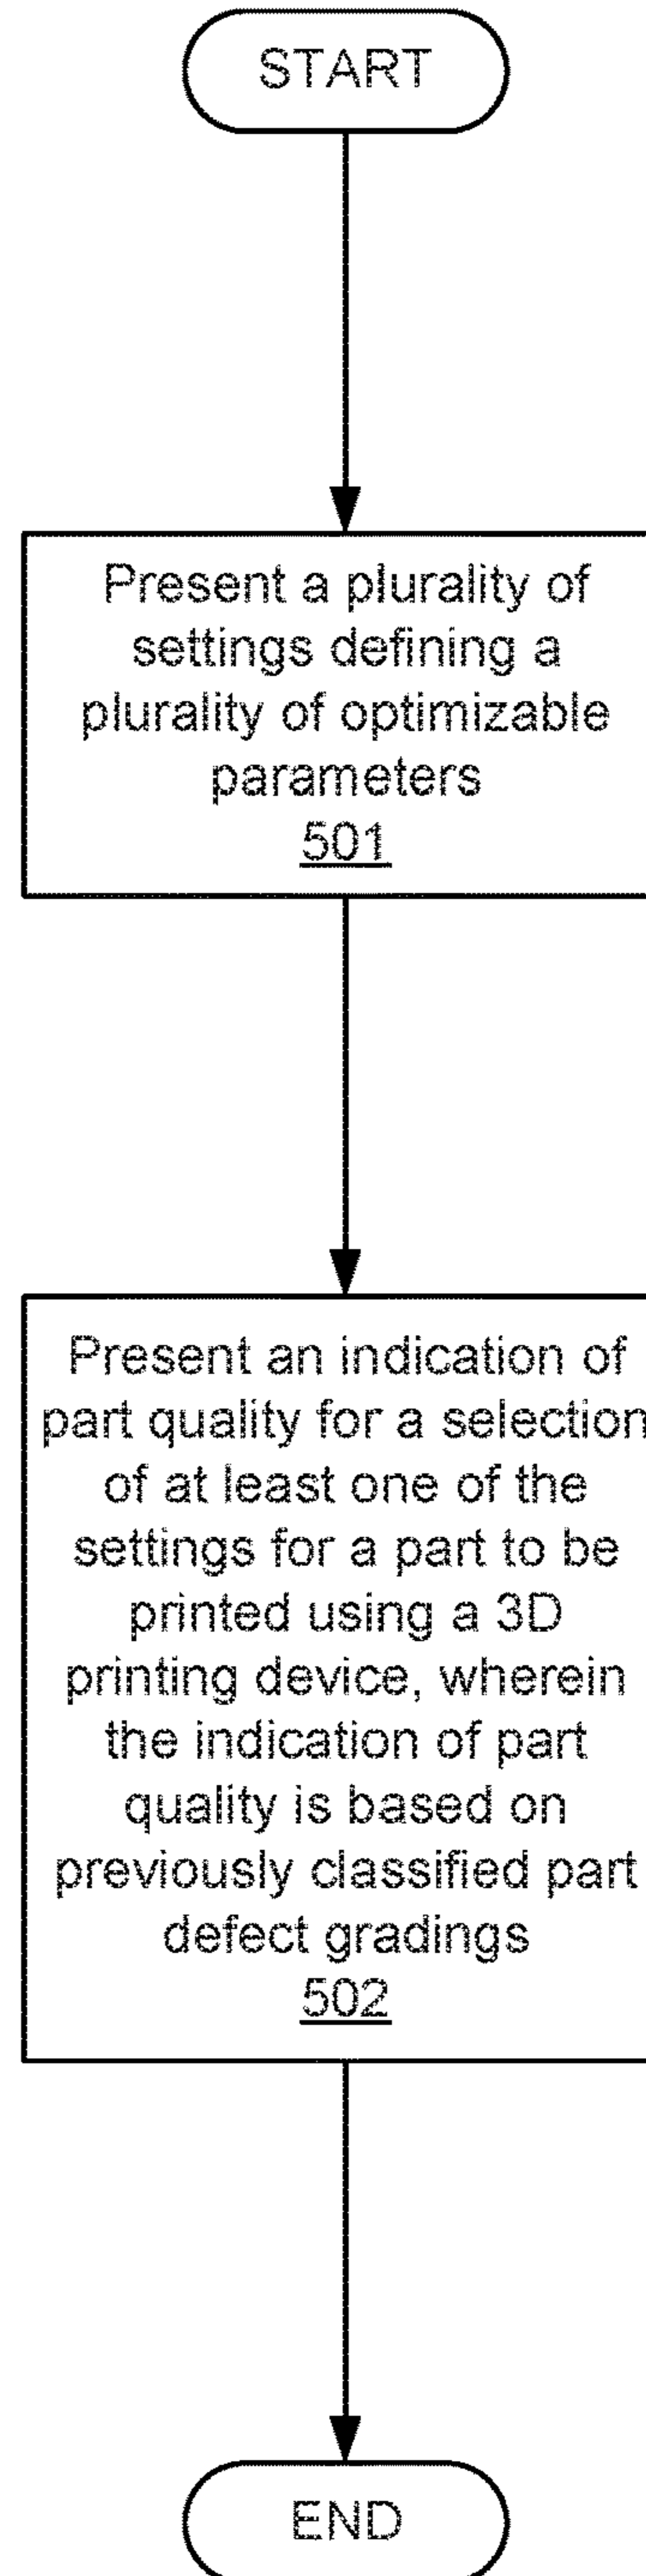 START
Present a plurality of
settings defining a
plurality of optimizable
parameters
501
Present an indication of
part quality for a selection
of at least one of the
settings for a part to be
printed using a 3D
printing device, wherein
the indication of part
quality is based on
previously classified part
defect gradings
502
END